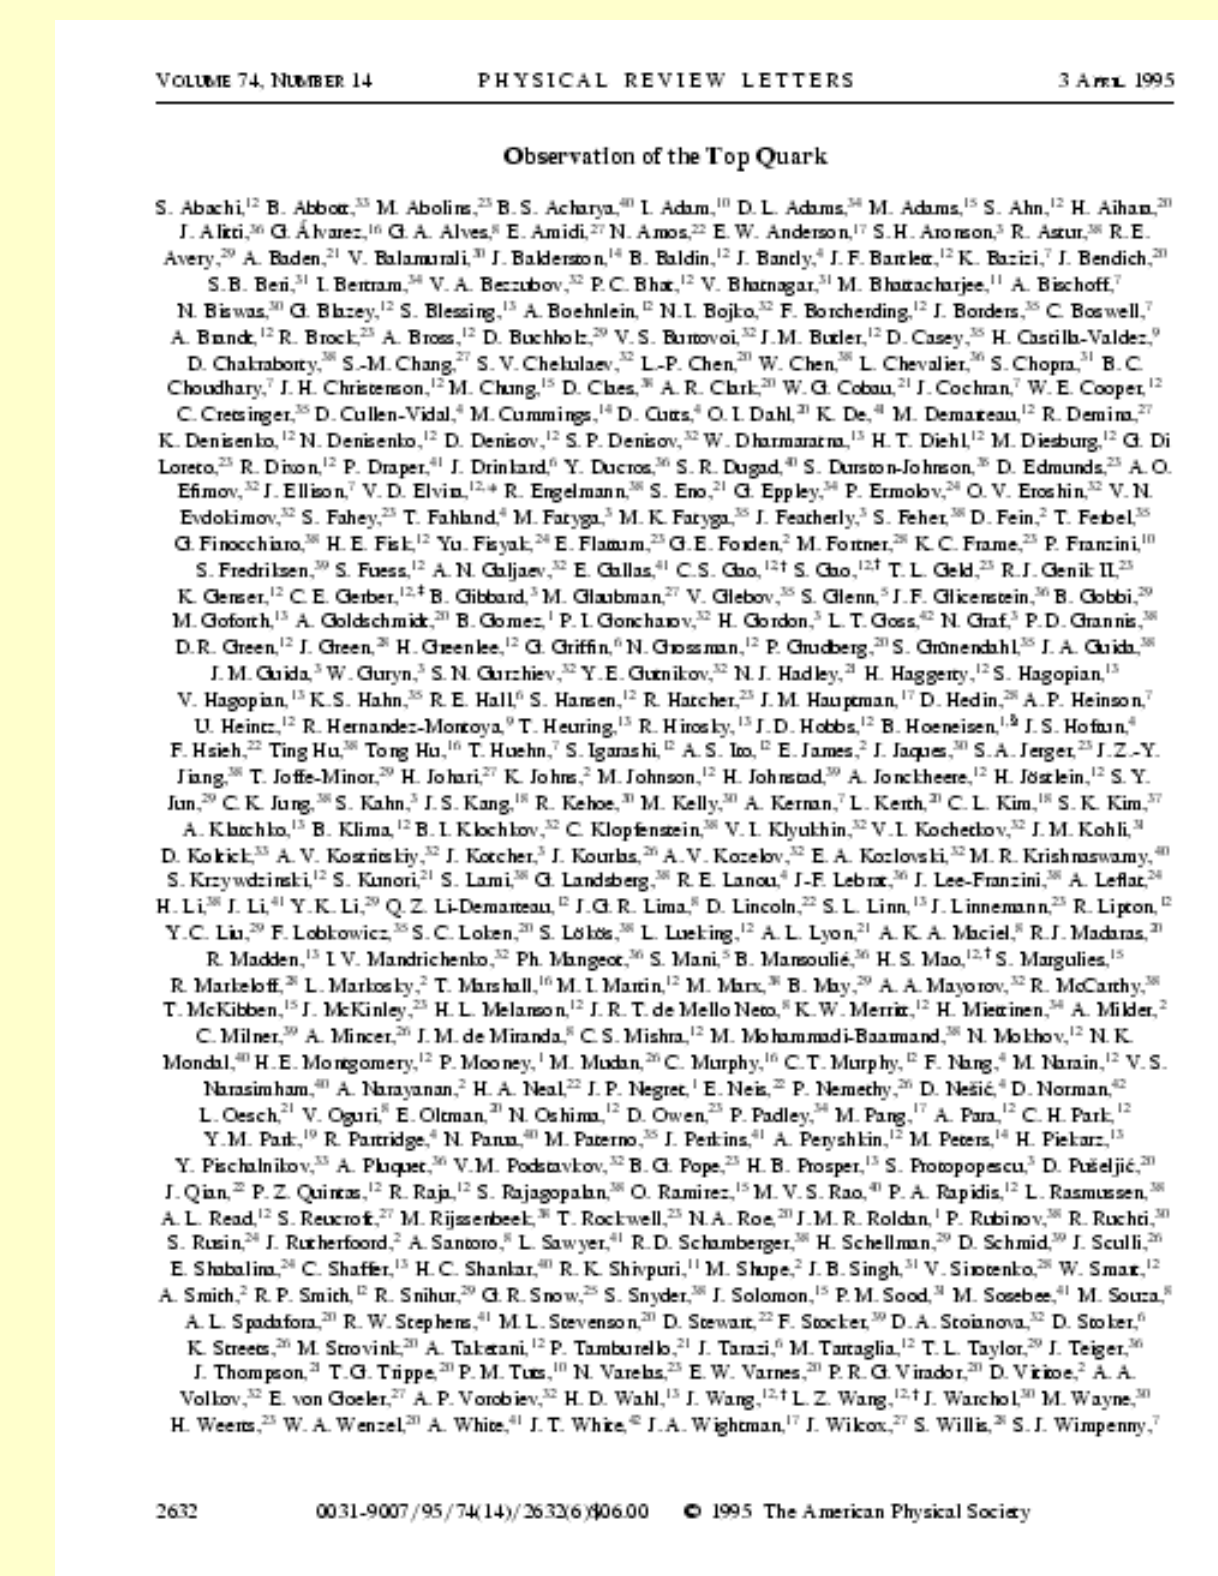 VOLUME 74, NUMBER 14 PHYSICAL REVIEW LETTERS 3 APRIL 1995
Observation of the Top Quark
S. Abachi,12 B. Abbott,33 M. Abolins,23 B. S. Acharya,40 I. Adam,10 D. L. Adams,34 M. Adams,15 S. Ahn,12 H. Aihara,20
J. Alitti,36 G. Álvarez,16 G. A. Alves,8 E. Amidi,27 N. Amos,22 E. W. Anderson,17 S. H. Aronson,3 R. Astur,38 R. E.
Avery,29 A. Baden,21 V. Balamurali,30 J. Balderston,14 B. Baldin,12 J. Bantly,4 J. F. Bartlett,12 K. Bazizi,7 J. Bendich,20
S. B. Beri,31 I. Bertram,34 V. A. Bezzubov,32 P. C. Bhat,12 V. Bhatnagar,31 M. Bhattacharjee,11 A. Bischoff,7
N. Biswas,30 G. Blazey,12 S. Blessing,13 A. Boehnlein,12 N. I. Bojko,32 F. Borcherding,12 J. Borders,35 C. Boswell,7
A. Brandt,12 R. Brock,23 A. Bross,12 D. Buchholz,29 V. S. Burtovoi,32 J. M. Butler,12 D. Casey,35 H. Castilla-Valdez,9
D. Chakraborty,38 S.-M. Chang,27 S. V. Chekulaev,32 L.-P. Chen,20 W. Chen,38 L. Chevalier,36 S. Chopra,31 B. C.
Choudhary,7 J. H. Christenson,12 M. Chung,15 D. Claes,38 A. R. Clark,20 W. G. Cobau,21 J. Cochran,7 W. E. Cooper,12
C. Cretsinger,35 D. Cullen-Vidal,4 M. Cummings,14 D. Cutts,4 O. I. Dahl,20 K. De,41 M. Demarteau,12 R. Demina,27
K. Denisenko,12 N. Denisenko,12 D. Denisov,12 S. P. Denisov,32 W. Dharmaratna,13 H. T. Diehl,12 M. Diesburg,12 G. Di
Loreto,23 R. Dixon,12 P. Draper,41 J. Drinkard,6 Y. Ducros,36 S. R. Dugad,40 S. Durston-Johnson,35 D. Edmunds,23 A. O.
Efimov,32 J. Ellison,7 V. D. Elvira,12,* R. Engelmann,38 S. Eno,21 G. Eppley,34 P. Ermolov,24 O. V. Eroshin,32 V. N.
Evdokimov,32 S. Fahey,23 T. Fahland,4 M. Fatyga,3 M. K. Fatyga,35 J. Featherly,3 S. Feher,38 D. Fein,2 T. Ferbel,35
G. Finocchiaro,38 H. E. Fisk,12 Yu. Fisyak,24 E. Flattum,23 G. E. Forden,2 M. Fortner,28 K. C. Frame,23 P. Franzini,10
S. Fredriksen,39 S. Fuess,12 A. N. Galjaev,32 E. Gallas,41 C. S. Gao,12† S. Gao,12,† T. L. Geld,23 R. J. Genik II,23
K. Genser,12 C. E. Gerber,12,‡ B. Gibbard,3 M. Glaubman,27 V. Glebov,35 S. Glenn,5 J. F. Glicenstein,36 B. Gobbi,29
M. Goforth,13 A. Goldschmidt,20 B. Gomez,1 P. I. Goncharov,32 H. Gordon,3 L. T. Goss,42 N. Graf,3 P. D. Grannis,38
D. R. Green,12 J. Green,28 H. Greenlee,12 G. Griffin,6 N. Grossman,12 P. Grudberg,20 S. Grünendahl,35 J. A. Guida,38
J. M. Guida,3 W. Guryn,3 S. N. Gurzhiev,32 Y. E. Gutnikov,32 N. J. Hadley,21 H. Haggerty,12 S. Hagopian,13
V. Hagopian,13 K. S. Hahn,35 R. E. Hall,6 S. Hansen,12 R. Hatcher,23 J. M. Hauptman,17 D. Hedin,28 A. P. Heinson,7
U. Heintz,12 R. Hernandez-Montoya,9 T. Heuring,13 R. Hirosky,13 J. D. Hobbs,12 B. Hoeneisen,1,§ J. S. Hoftun,4
F. Hsieh,22 Ting Hu,38 Tong Hu,16 T. Huehn,7 S. Igarashi,12 A. S. Ito,12 E. James,2 J. Jaques,30 S. A. Jerger,23 J. Z.-Y.
Jiang,38 T. Joffe-Minor,29 H. Johari,27 K. Johns,2 M. Johnson,12 H. Johnstad,39 A. Jonckheere,12 H. Jöstlein,12 S. Y.
Jun,29 C. K. Jung,38 S. Kahn,3 J. S. Kang,18 R. Kehoe,30 M. Kelly,30 A. Kernan,7 L. Kerth,20 C. L. Kim,18 S. K. Kim,37
A. Klatchko,13 B. Klima,12 B. I. Klochkov,32 C. Klopfenstein,38 V. I. Klyukhin,32 V. I. Kochetkov,32 J. M. Kohli,31
D. Koltick,33 A. V. Kostritskiy,32 J. Kotcher,3 J. Kourlas,26 A. V. Kozelov,32 E. A. Kozlovski,32 M. R. Krishnaswamy,40
S. Krzywdzinski,12 S. Kunori,21 S. Lami,38 G. Landsberg,38 R. E. Lanou,4 J-F. Lebrat,36 J. Lee-Franzini,38 A. Leflat,24
H. Li,38 J. Li,41 Y. K. Li,29 Q. Z. Li-Demarteau,12 J. G. R. Lima,8 D. Lincoln,22 S. L. Linn,13 J. Linnemann,23 R. Lipton,12
Y. C. Liu,29 F. Lobkowicz,35 S. C. Loken,20 S. Lökös,38 L. Lueking,12 A. L. Lyon,21 A. K. A. Maciel,8 R. J. Madaras,20
R. Madden,13 I. V. Mandrichenko,32 Ph. Mangeot,36 S. Mani,5 B. Mansoulié,36 H. S. Mao,12,† S. Margulies,15
R. Markeloff,28 L. Markosky,2 T. Marshall,16 M. I. Martin,12 M. Marx,38 B. May,29 A. A. Mayorov,32 R. McCarthy,38
T. McKibben,15 J. McKinley,23 H. L. Melanson,12 J. R. T. de Mello Neto,8 K. W. Merritt,12 H. Miettinen,34 A. Milder,2
C. Milner,39 A. Mincer,26 J. M. de Miranda,8 C. S. Mishra,12 M. Mohammadi-Baarmand,38 N. Mokhov,12 N. K.
Mondal,40 H. E. Montgomery,12 P. Mooney,1 M. Mudan,26 C. Murphy,16 C. T. Murphy,12 F. Nang,4 M. Narain,12 V. S.
Narasimham,40 A. Narayanan,2 H. A. Neal,22 J. P. Negret,1 E. Neis,22 P. Nemethy,26 D. Nešić,4 D. Norman,42
L. Oesch,21 V. Oguri,8 E. Oltman,20 N. Oshima,12 D. Owen,23 P. Padley,34 M. Pang,17 A. Para,12 C. H. Park,12
Y. M. Park,19 R. Partridge,4 N. Parua,40 M. Paterno,35 J. Perkins,41 A. Peryshkin,12 M. Peters,14 H. Piekarz,13
Y. Pischalnikov,33 A. Pluquet,36 V. M. Podstavkov,32 B. G. Pope,23 H. B. Prosper,13 S. Protopopescu,3 D. Pušeljić,20
J. Qian,22 P. Z. Quintas,12 R. Raja,12 S. Rajagopalan,38 O. Ramirez,15 M. V. S. Rao,40 P. A. Rapidis,12 L. Rasmussen,38
A. L. Read,12 S. Reucroft,27 M. Rijssenbeek,38 T. Rockwell,23 N. A. Roe,20 J. M. R. Roldan,1 P. Rubinov,38 R. Ruchti,30
S. Rusin,24 J. Rutherfoord,2 A. Santoro,8 L. Sawyer,41 R. D. Schamberger,38 H. Schellman,29 D. Schmid,39 J. Sculli,26
E. Shabalina,24 C. Shaffer,13 H. C. Shankar,40 R. K. Shivpuri,11 M. Shupe,2 J. B. Singh,31 V. Sirotenko,28 W. Smart,12
A. Smith,2 R. P. Smith,12 R. Snihur,29 G. R. Snow,25 S. Snyder,38 J. Solomon,15 P. M. Sood,31 M. Sosebee,41 M. Souza,8
A. L. Spadafora,20 R. W. Stephens,41 M. L. Stevenson,20 D. Stewart,22 F. Stocker,39 D. A. Stoianova,32 D. Stoker,6
K. Streets,26 M. Strovink,20 A. Taketani,12 P. Tamburello,21 J. Tarazi,6 M. Tartaglia,12 T. L. Taylor,29 J. Teiger,36
J. Thompson,21 T. G. Trippe,20 P. M. Tuts,10 N. Varelas,23 E. W. Varnes,20 P. R. G. Virador,20 D. Vititoe,2 A. A.
Volkov,32 E. von Goeler,27 A. P. Vorobiev,32 H. D. Wahl,13 J. Wang,12,† L. Z. Wang,12,† J. Warchol,30 M. Wayne,30
H. Weerts,23 W. A. Wenzel,20 A. White,41 J. T. White,42 J. A. Wightman,17 J. Wilcox,27 S. Willis,28 S. J. Wimpenny,7
2632 0031-9007/95/74(14)/2632(6)$06.00 © 1995 The American Physical Society